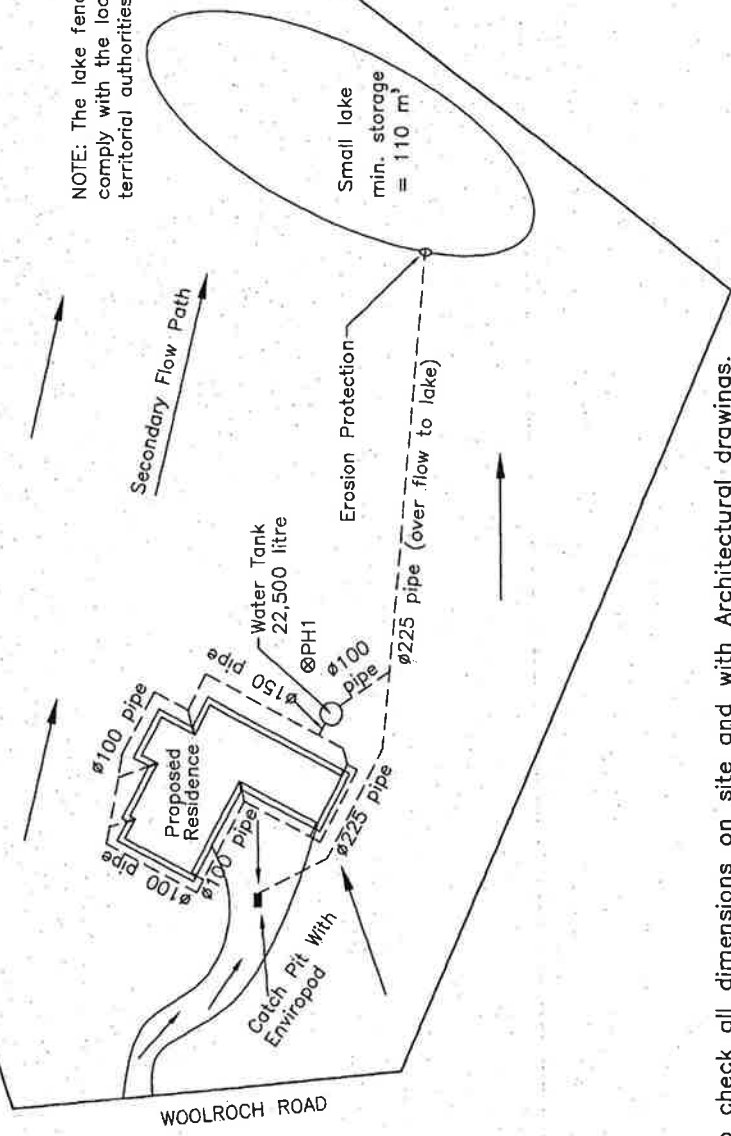 NOTE: The lake
comply with the
territorial authorities
Small lake
min. storage
= 110 m³
Secondary Flow Path
Erosion Protection
Water Tank
22,500 litre
⊗PH1
ø100
pipe
ø150
pipe
ø225 pipe (over flow to lake)
ø100 pipe
Proposed
Residence
ø100 pipe
ø100 pipe
ø225 pipe
Catch Pit With
Enviropod
WOOLROCH ROAD
check all dimensions on site and with Architectural drawings.